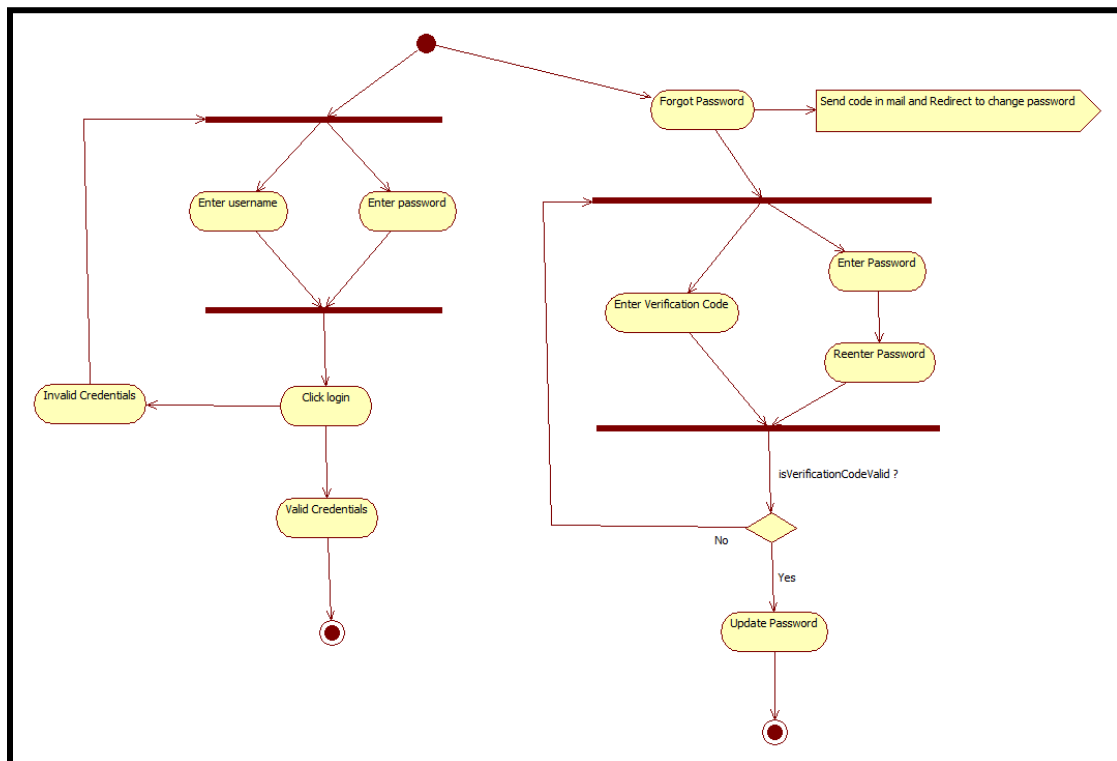 Forgot Password
Send code in mail and Redirect to change password
Enter username
Enter password
Enter Password
Enter Verification Code
Reenter Password
Invalid Credentials
Click login
isVerificationCodeValid ?
Valid Credentials
No
Yes
Update Password